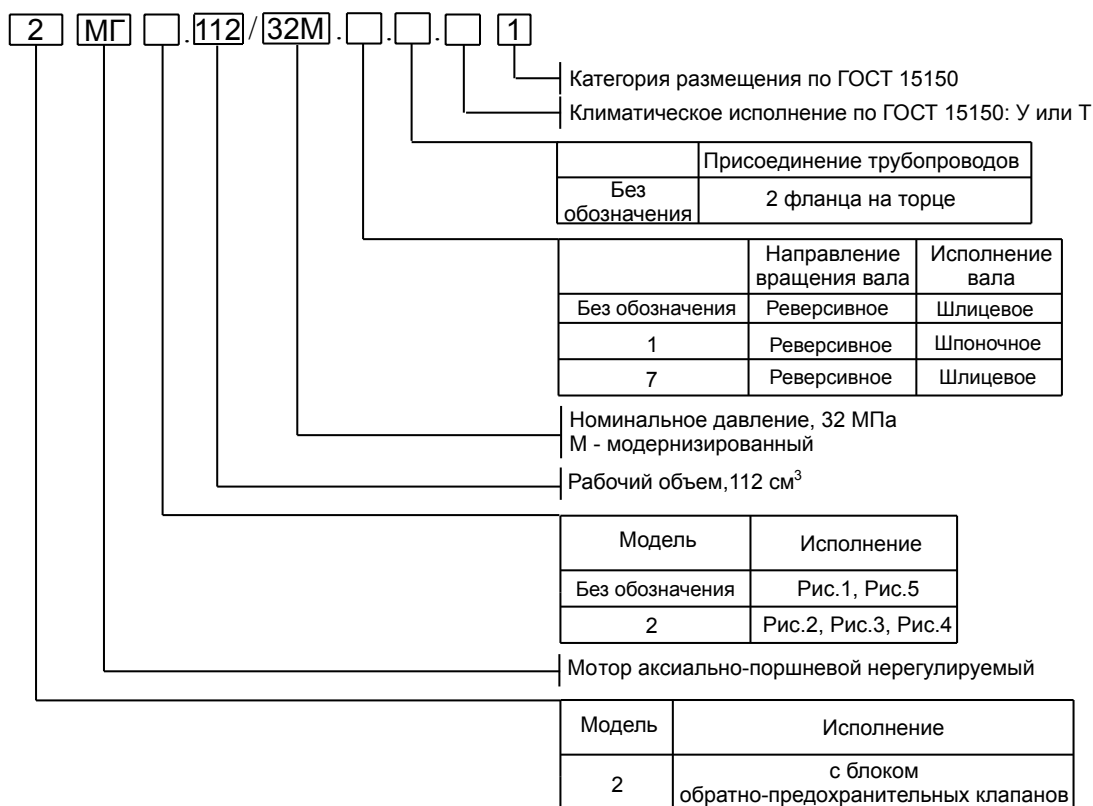 2 МГ . 112 / 32М . . . 1
Категория размещения по ГОСТ 15150
Климатическое исполнение по ГОСТ 15150: У или Т
Присоединение трубопроводов
Без обозначения 2 фланца на торце
Направление вращения вала Исполнение вала
Без обозначения Реверсивное Шлицевое
1 Реверсивное Шпоночное
7 Реверсивное Шлицевое
Номинальное давление, 32 МПа
М - модернизированный
Рабочий объем,112 см³
Модель Исполнение
Без обозначения Рис.1, Рис.5
2 Рис.2, Рис.3, Рис.4
Мотор аксиально-поршневой нерегулируемый
Модель Исполнение
2 с блоком
обратно-предохранительных клапанов